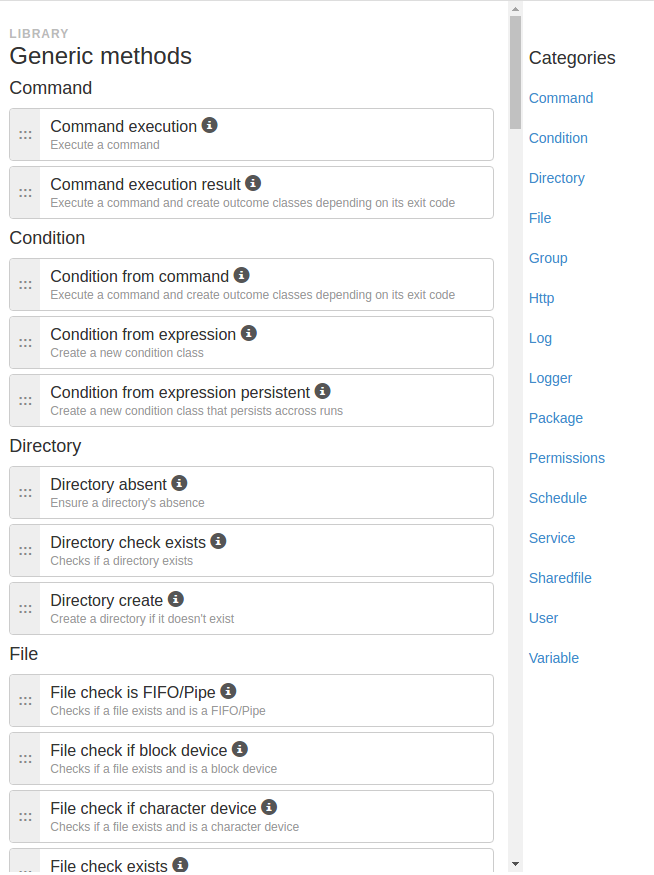 LIBRARY
Generic methods
Command
Command execution
Execute a command
Command execution result
Execute a command and create outcome classes depending on its exit code
Condition
Condition from command
Execute a command and create outcome classes depending on its exit code
Condition from expression
Create a new condition class
Condition from expression persistent
Create a new condition class that persists accross runs
Directory
Directory absent
Ensure a directory's absence
Directory check exists
Checks if a directory exists
Directory create
Create a directory if it doesn't exist
File
File check is FIFO/Pipe
Checks if a file exists and is a FIFO/Pipe
File check if block device
Checks if a file exists and is a block device
File check if character device
Checks if a file exists and is a character device
File check exists
Categories
Command
Condition
Directory
File
Group
Http
Log
Logger
Package
Permissions
Schedule
Service
Sharedfile
User
Variable